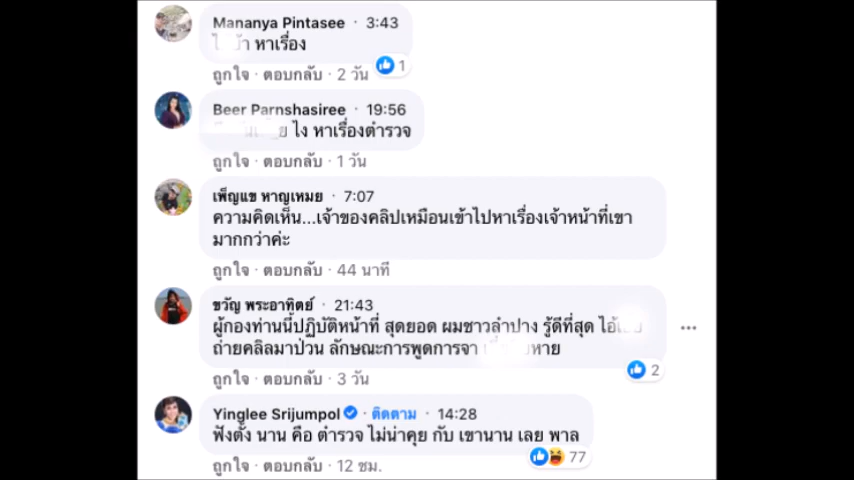 Mananya Pintasee · 3:43
หาเรื่อง
ถูกใจ · ตอบกลับ · 2 วัน
1
Beer Parnshasiree · 19:56
ไง หาเรื่องตำรวจ
ถูกใจ · ตอบกลับ · 1 วัน
เพ็ญแข หาญเหมย · 7:07
ความคิดเห็น...เจ้าของคลิปเหมือนเข้าไปหาเรื่องเจ้าหน้าที่เขา
มากกว่าค่ะ
ถูกใจ · ตอบกลับ · 44 นาที
ขวัญ พระอาทิตย์ · 21:43
ผู้กองท่านนี้ปฏิบัติหน้าที่ สุดยอด ผมชาวลำปาง รู้ดีที่สุด
ถ่ายคลิลมาป่วน ลักษณะการพูดการจา
ถูกใจ · ตอบกลับ · 3 วัน
2
Yinglee Srijumpol · ติดตาม · 14:28
ฟังตั้ง นาน คือ ตำรวจ ไม่น่าคุย กับ เขานาน เลย พาล
ถูกใจ · ตอบกลับ · 12 ชม.
77